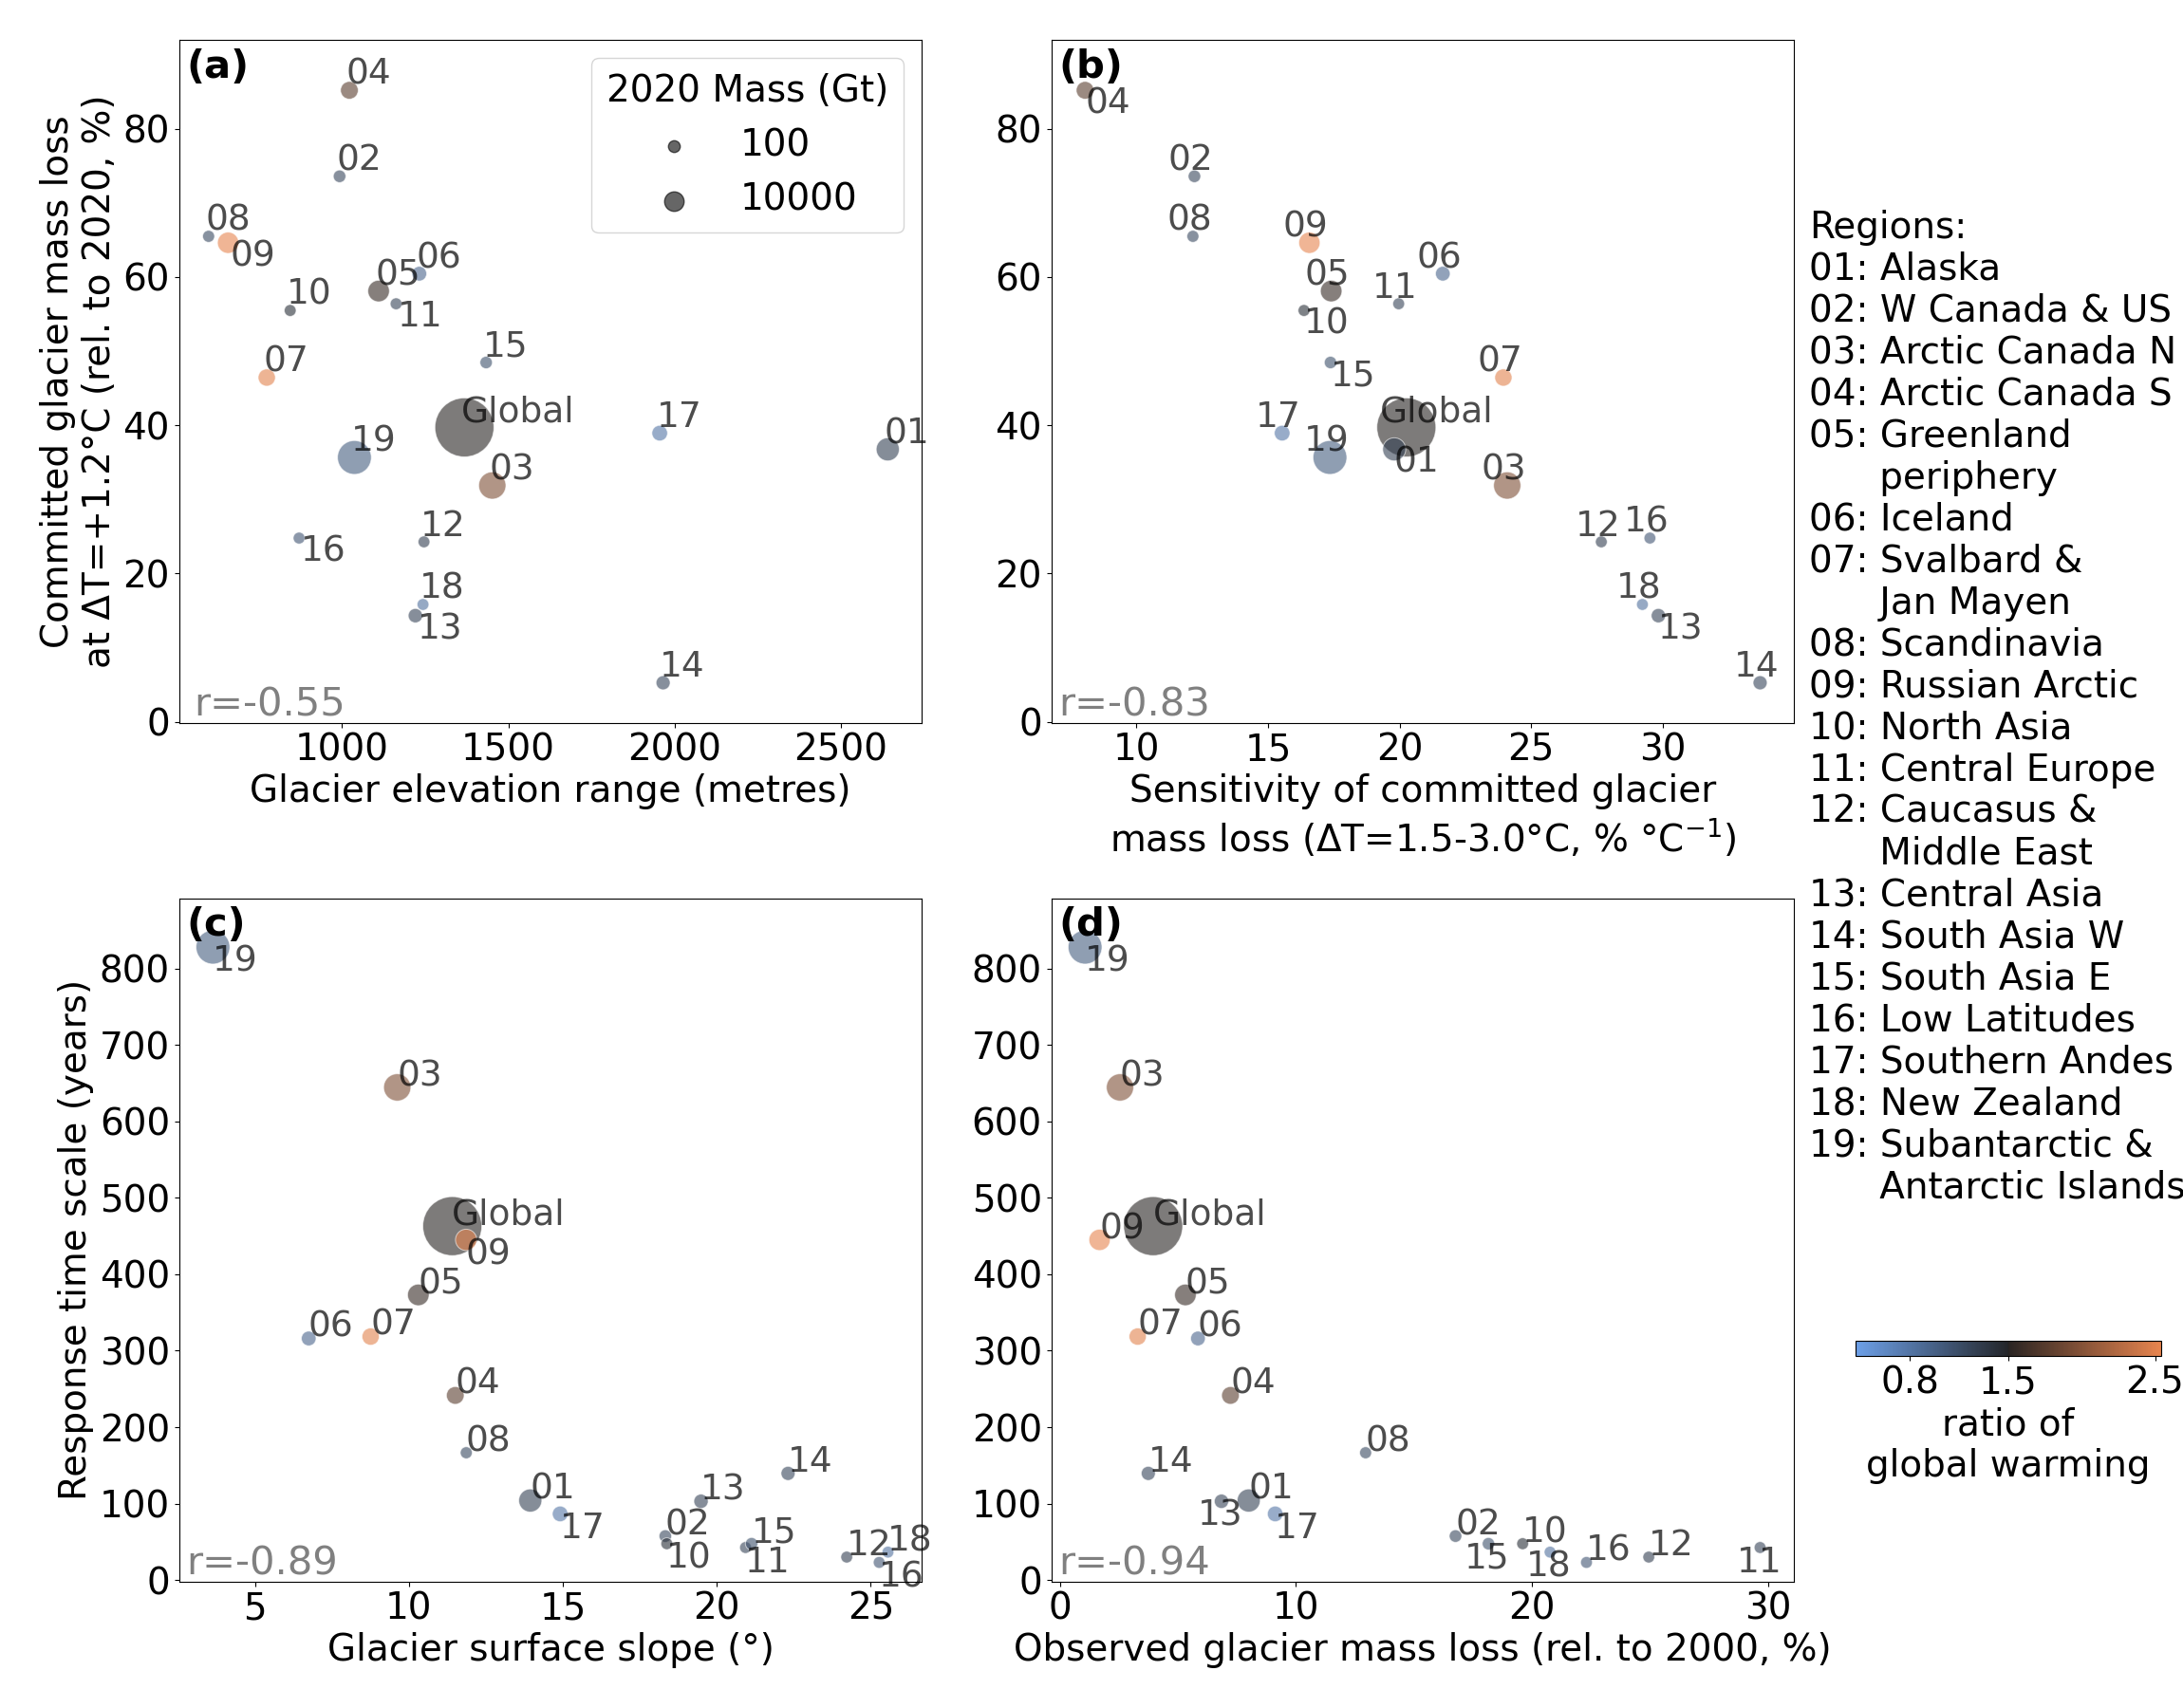 (a)
04
02
08
09
10
05
06
11
07
15
Global
19
17
01
03
12
16
18
13
14
2020 Mass (Gt)
100
10000
r=-0.55
80
60
40
20
0
1000 1500 2000 2500
Glacier elevation range (metres)
Committed glacier mass loss
at ΔT=+1.2°C (rel. to 2020, %)
(b)
04
02
08
09
06
05
11
10
07
15
17
Global
19
01
03
12
16
18
13
14
r=-0.83
80
60
40
20
0
10 15 20 25 30
Sensitivity of committed glacier
mass loss (ΔT=1.5-3.0°C, % °C⁻¹)
(c)
19
03
Global
09
05
06
07
04
08
14
01
13
17
02
10
15
11
12
18
16
r=-0.89
800
700
600
500
400
300
200
100
0
5 10 15 20 25
Glacier surface slope (°)
Response time scale (years)
(d)
19
03
Global
09
05
07
06
04
08
14
01
13
17
02
15
10
18
16
12
11
r=-0.94
800
700
600
500
400
300
200
100
0
0 10 20 30
Observed glacier mass loss (rel. to 2000, %)
Regions:
01: Alaska
02: W Canada & US
03: Arctic Canada N
04: Arctic Canada S
05: Greenland
periphery
06: Iceland
07: Svalbard &
Jan Mayen
08: Scandinavia
09: Russian Arctic
10: North Asia
11: Central Europe
12: Caucasus &
Middle East
13: Central Asia
14: South Asia W
15: South Asia E
16: Low Latitudes
17: Southern Andes
18: New Zealand
19: Subantarctic &
Antarctic Islands
0.8 1.5 2.5
ratio of
global warming